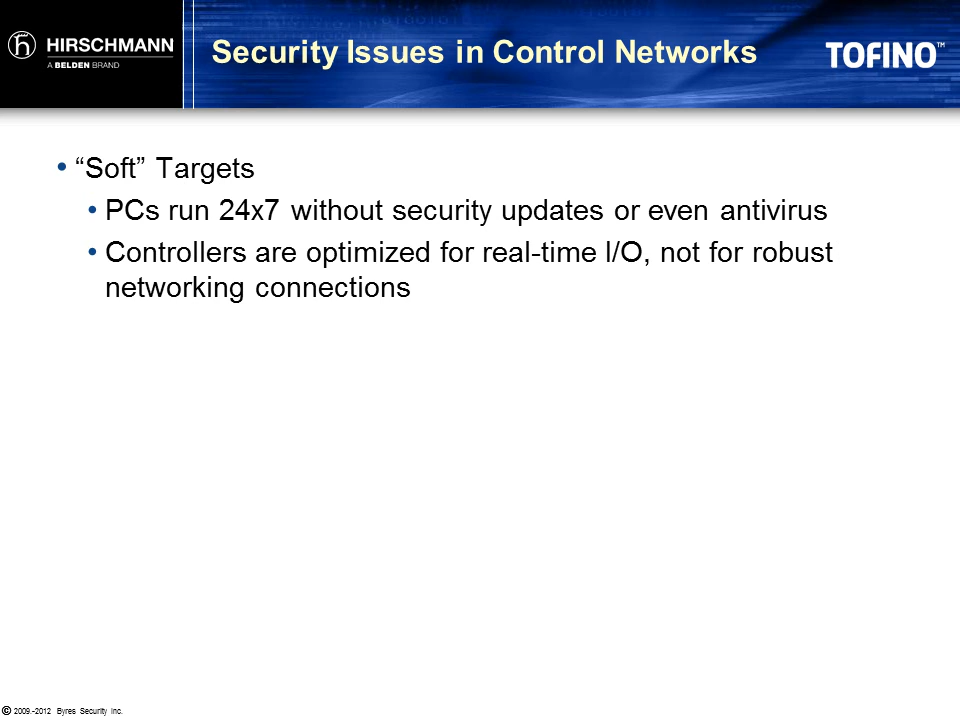 HIRSCHMANN
A BELDEN BRAND
Security Issues in Control Networks
TOFINO™
• “Soft” Targets
• PCs run 24x7 without security updates or even antivirus
• Controllers are optimized for real-time I/O, not for robust
networking connections
© 2009.-2012 Byres Security Inc.